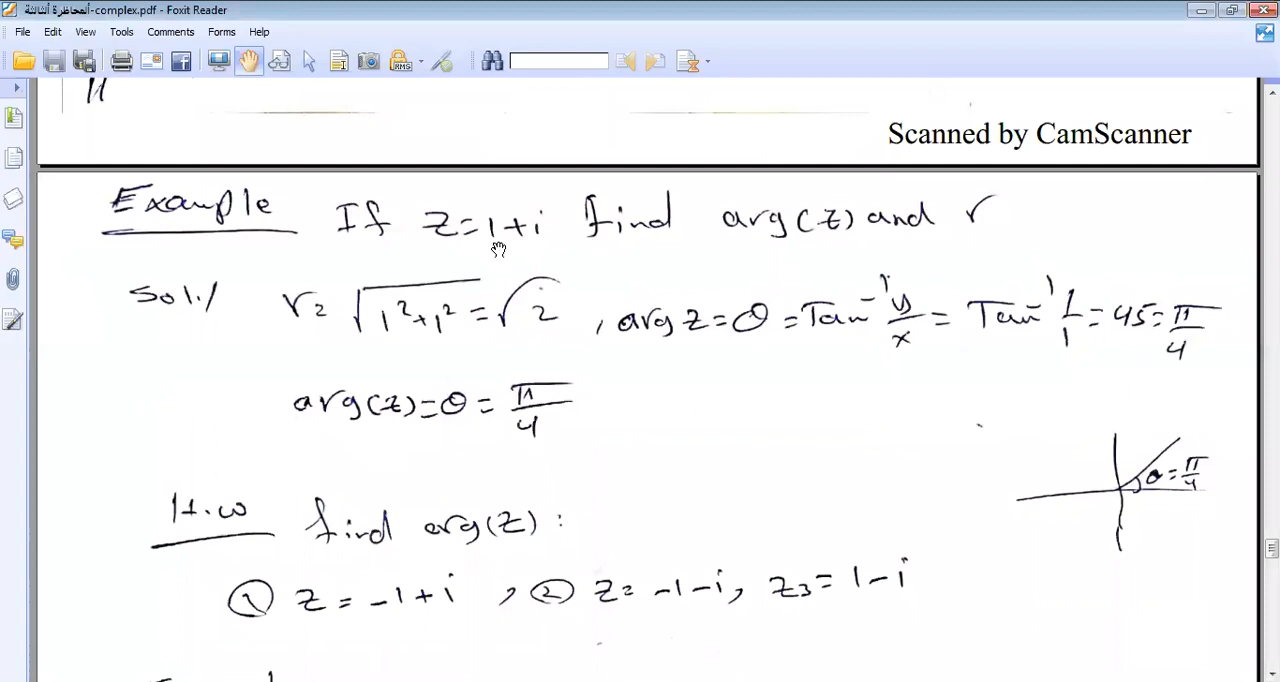 ألمحاظرة أثالثة-complex.pdf - Foxit Reader
File Edit View Tools Comments Forms Help
Scanned by CamScanner
Example If z=1+i find arg(z) and r
Sol./ r= √1²+1² = √2 , arg z=θ =Tan⁻¹ y/x = Tan⁻¹ 1/1 = 45 = π/4
arg(z)=θ = π/4
θ=π/4
H.w find arg(z) :
① z = -1+i , ② z= -1-i, z₃= 1-i